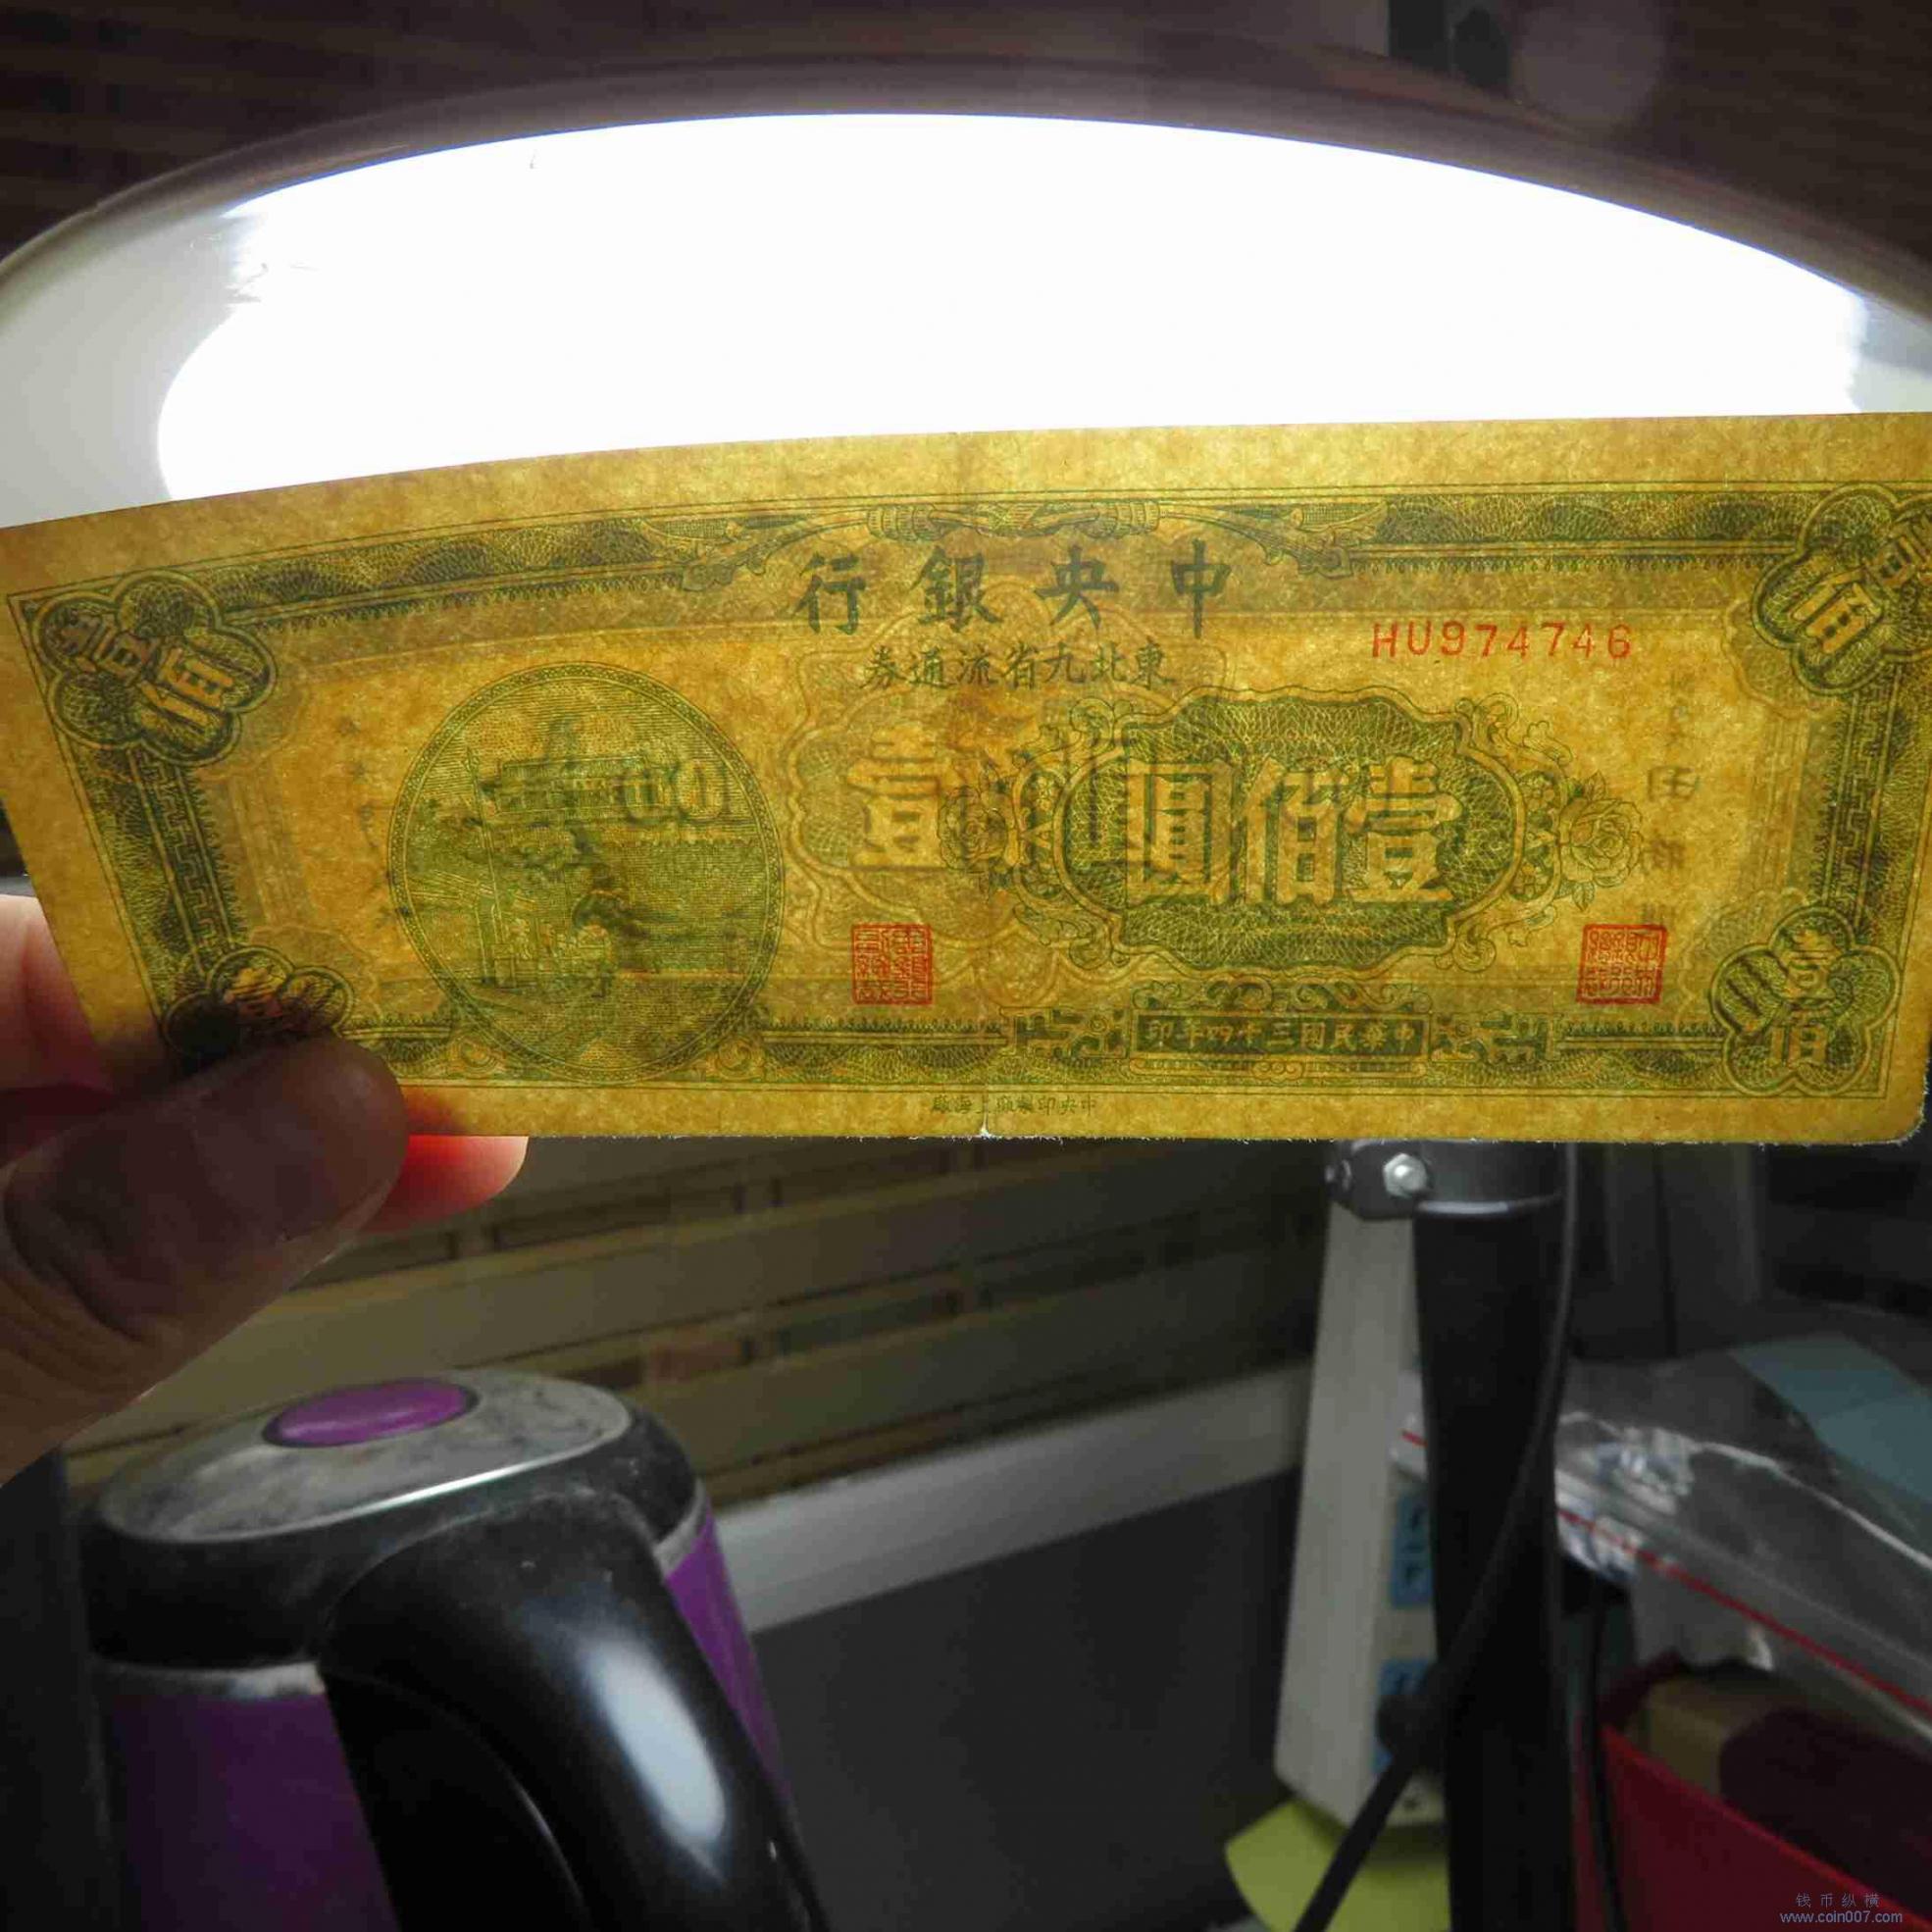 中央銀行
東北九省流通券
HU974746
壹佰
壹佰
壹佰圓
壹佰
中華民國三十四年印
中央印製廠上海廠
钱币纵横
www.coin007.com